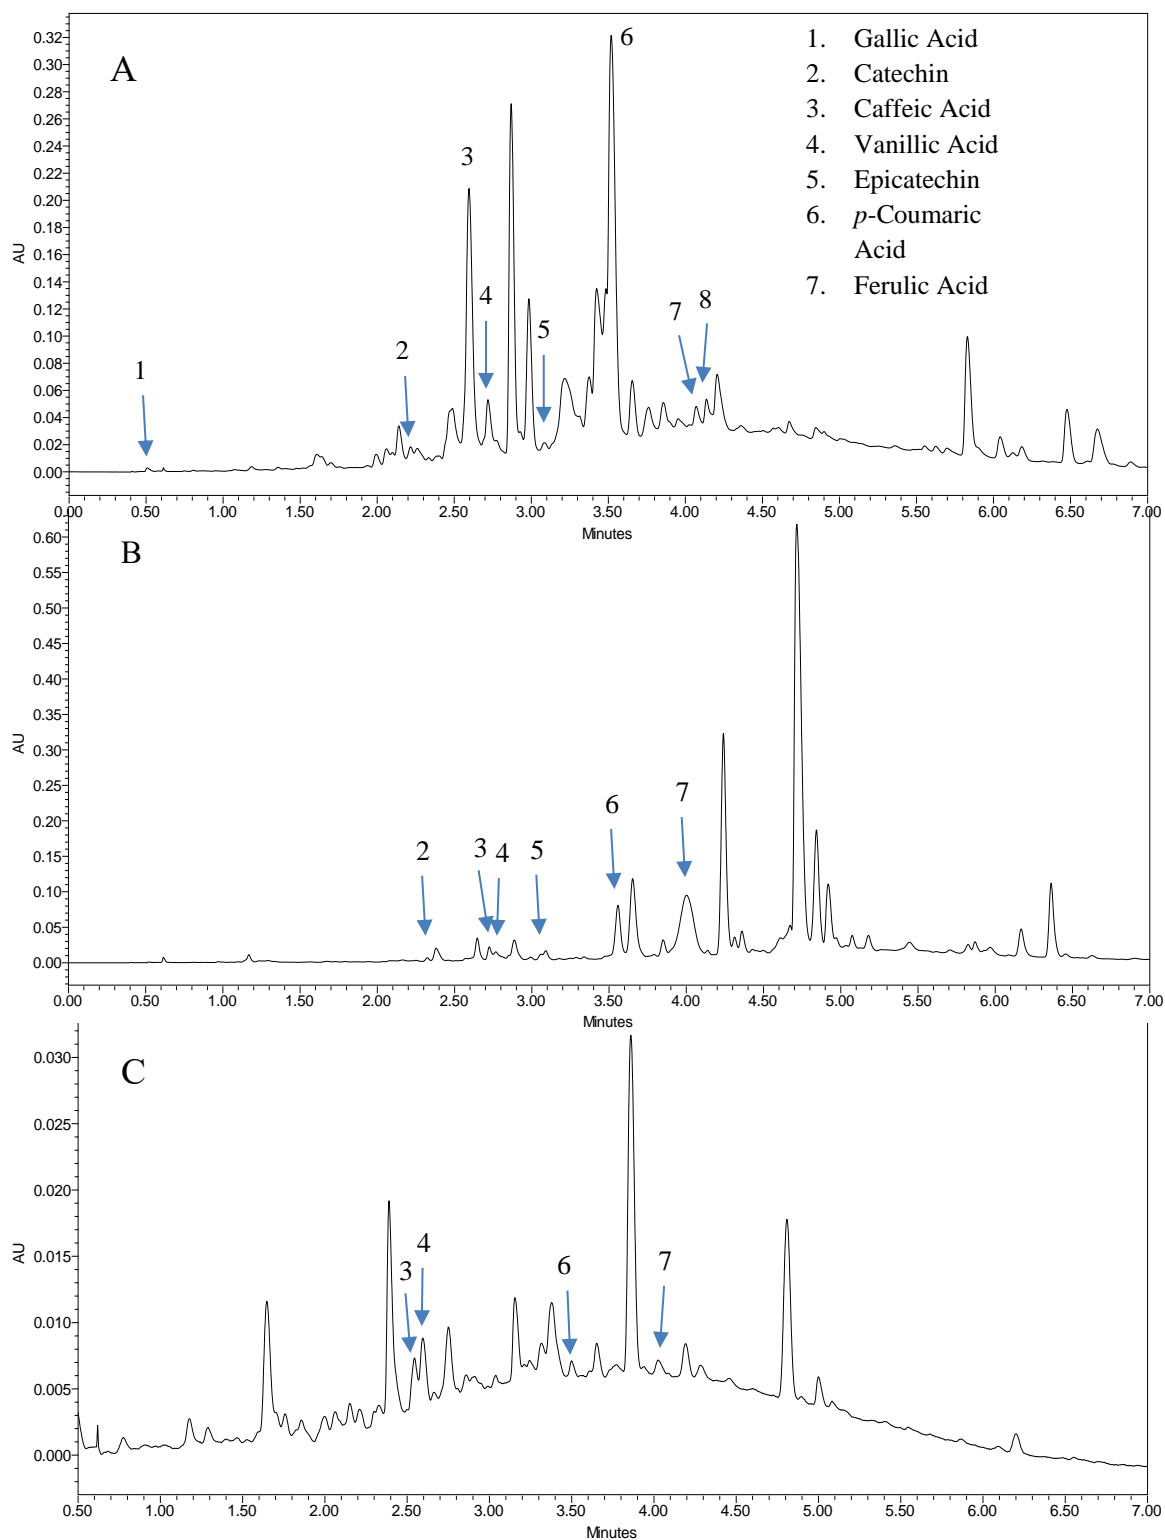 A
1. Gallic Acid
2. Catechin
3. Caffeic Acid
4. Vanillic Acid
5. Epicatechin
6. p-Coumaric
Acid
7. Ferulic Acid
6
3
4
5
7
8
2
1
AU
0.32
0.30
0.28
0.26
0.24
0.22
0.20
0.18
0.16
0.14
0.12
0.10
0.08
0.06
0.04
0.02
0.00
0.00 0.50 1.00 1.50 2.00 2.50 3.00 3.50 4.00 4.50 5.00 5.50 6.00 6.50 7.00
Minutes
B
6
7
2
3
4
5
AU
0.60
0.55
0.50
0.45
0.40
0.35
0.30
0.25
0.20
0.15
0.10
0.05
0.00
0.00 0.50 1.00 1.50 2.00 2.50 3.00 3.50 4.00 4.50 5.00 5.50 6.00 6.50 7.00
Minutes
C
4
3
6
7
AU
0.030
0.025
0.020
0.015
0.010
0.005
0.000
0.50 1.00 1.50 2.00 2.50 3.00 3.50 4.00 4.50 5.00 5.50 6.00 6.50 7.00
Minutes